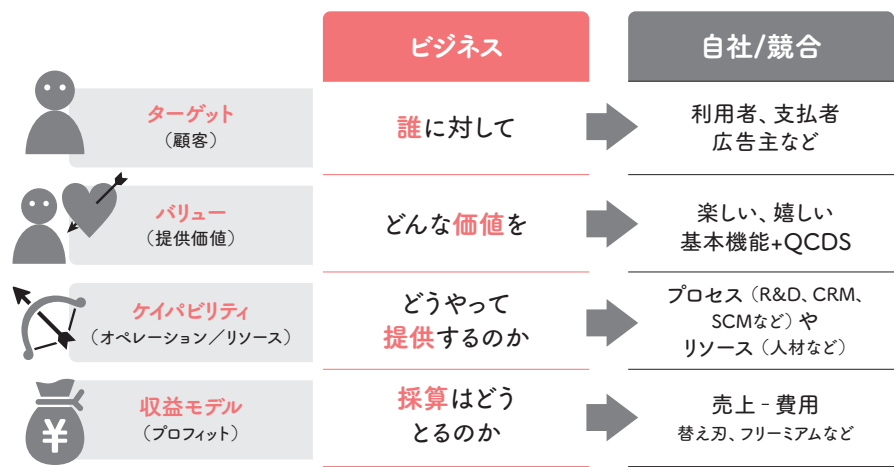 ビジネス
自社/競合
ターゲット
（顧客）
誰に対して
利用者、支払者
広告主など
バリュー
（提供価値）
どんな価値を
楽しい、嬉しい
基本機能+QCDS
ケイパビリティ
（オペレーション／リソース）
どうやって
提供するのか
プロセス（R&D、CRM、
SCMなど）や
リソース（人材など）
¥
収益モデル
（プロフィット）
採算はどう
とるのか
売上 - 費用
替え刃、フリーミアムなど